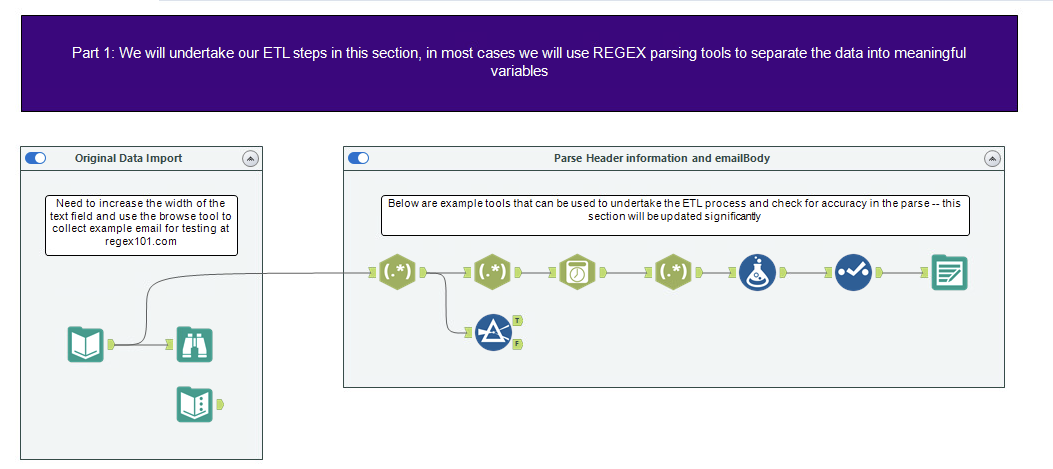 Part 1: We will undertake our ETL steps in this section, in most cases we will use REGEX parsing tools to separate the data into meaningful
variables
Original Data Import
Need to increase the width of the
text field and use the browse tool to
collect example email for testing at
regex101.com
Parse Header information and emailBody
Below are example tools that can be used to undertake the ETL process and check for accuracy in the parse -- this
section will be updated significantly
(.*)
(.*)
(.*)
T
F